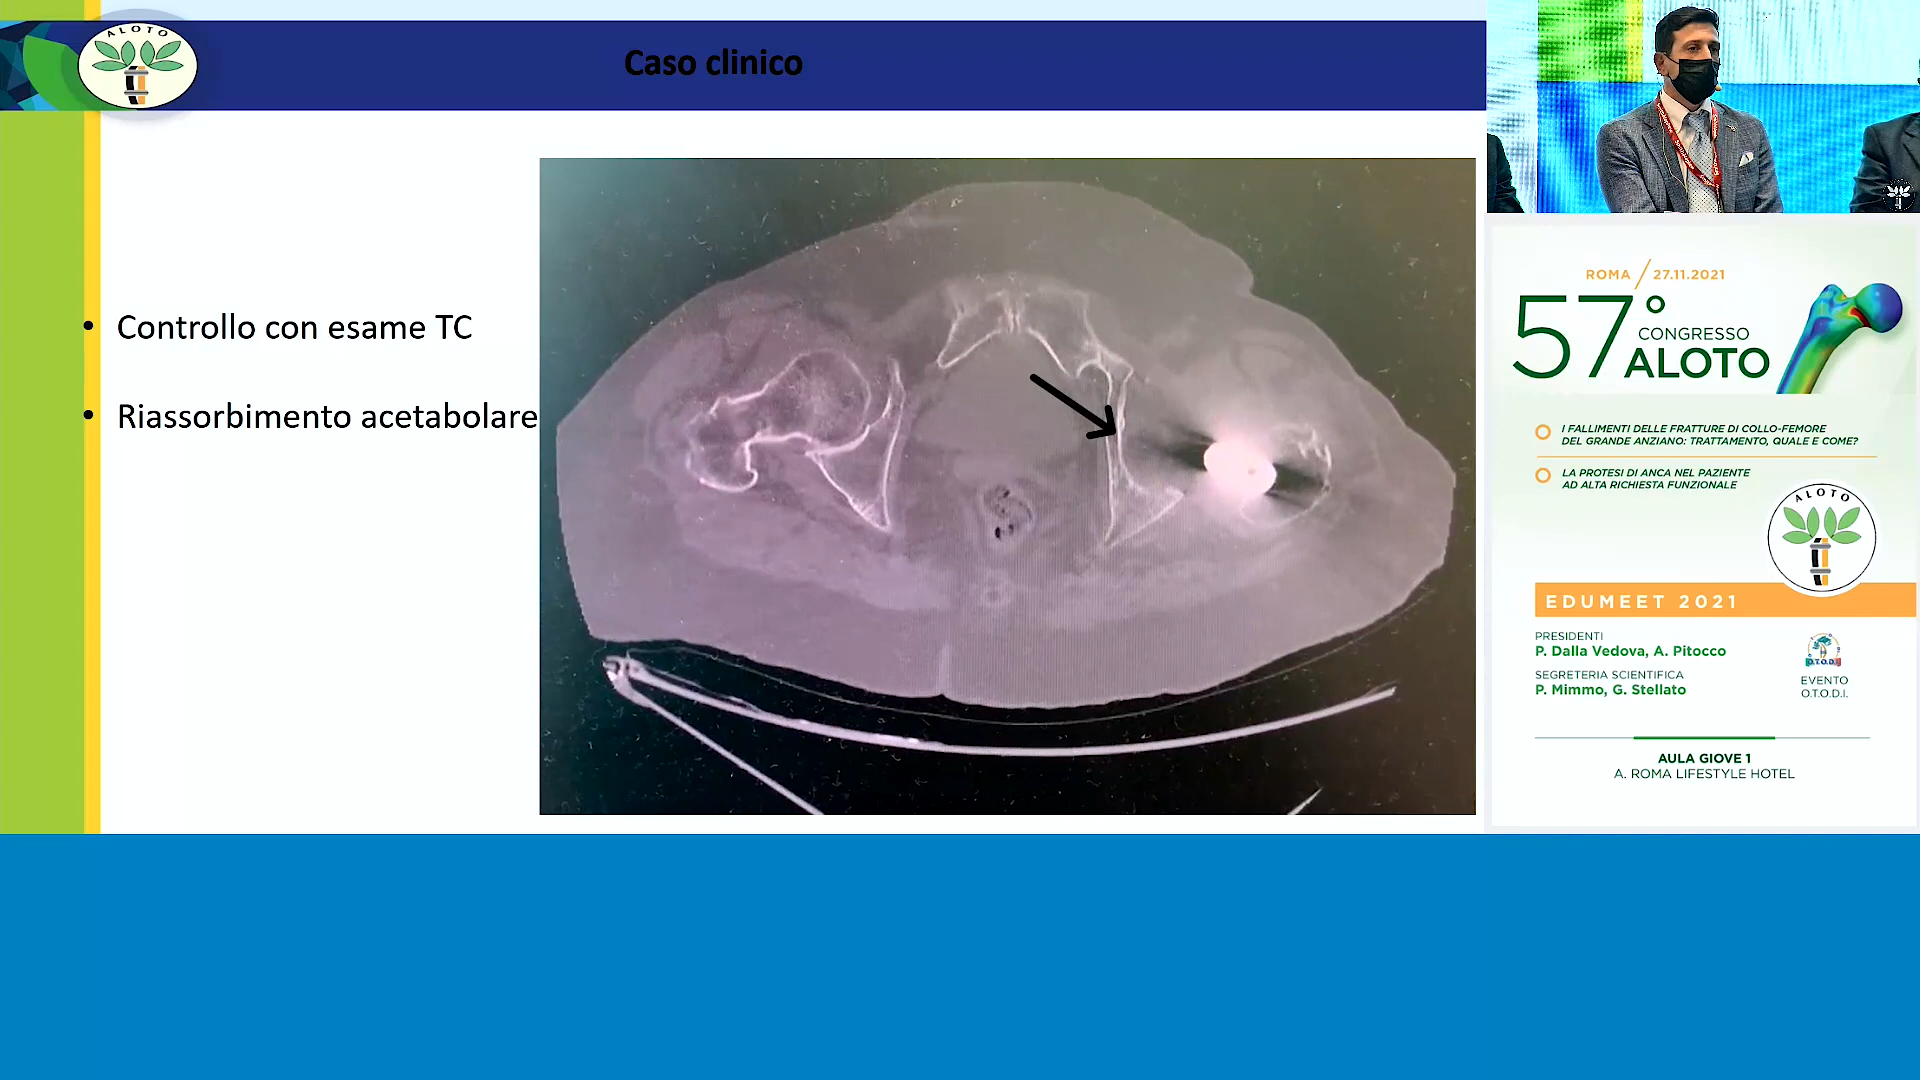 ALOTO
Caso clinico
• Controllo con esame TC
• Riassorbimento acetabolare
ROMA / 27.11.2021
57°
CONGRESSO
ALOTO
I FALLIMENTI DELLE FRATTURE DI COLLO-FEMORE
DEL GRANDE ANZIANO: TRATTAMENTO, QUALE E COME?
LA PROTESI DI ANCA NEL PAZIENTE
AD ALTA RICHIESTA FUNZIONALE
ALOTO
EDUMEET 2021
PRESIDENTI
P. Dalla Vedova, A. Pitocco
SEGRETERIA SCIENTIFICA
P. Mimmo, G. Stellato
O.T.O.D.I.
EVENTO
O.T.O.D.I.
AULA GIOVE 1
A. ROMA LIFESTYLE HOTEL